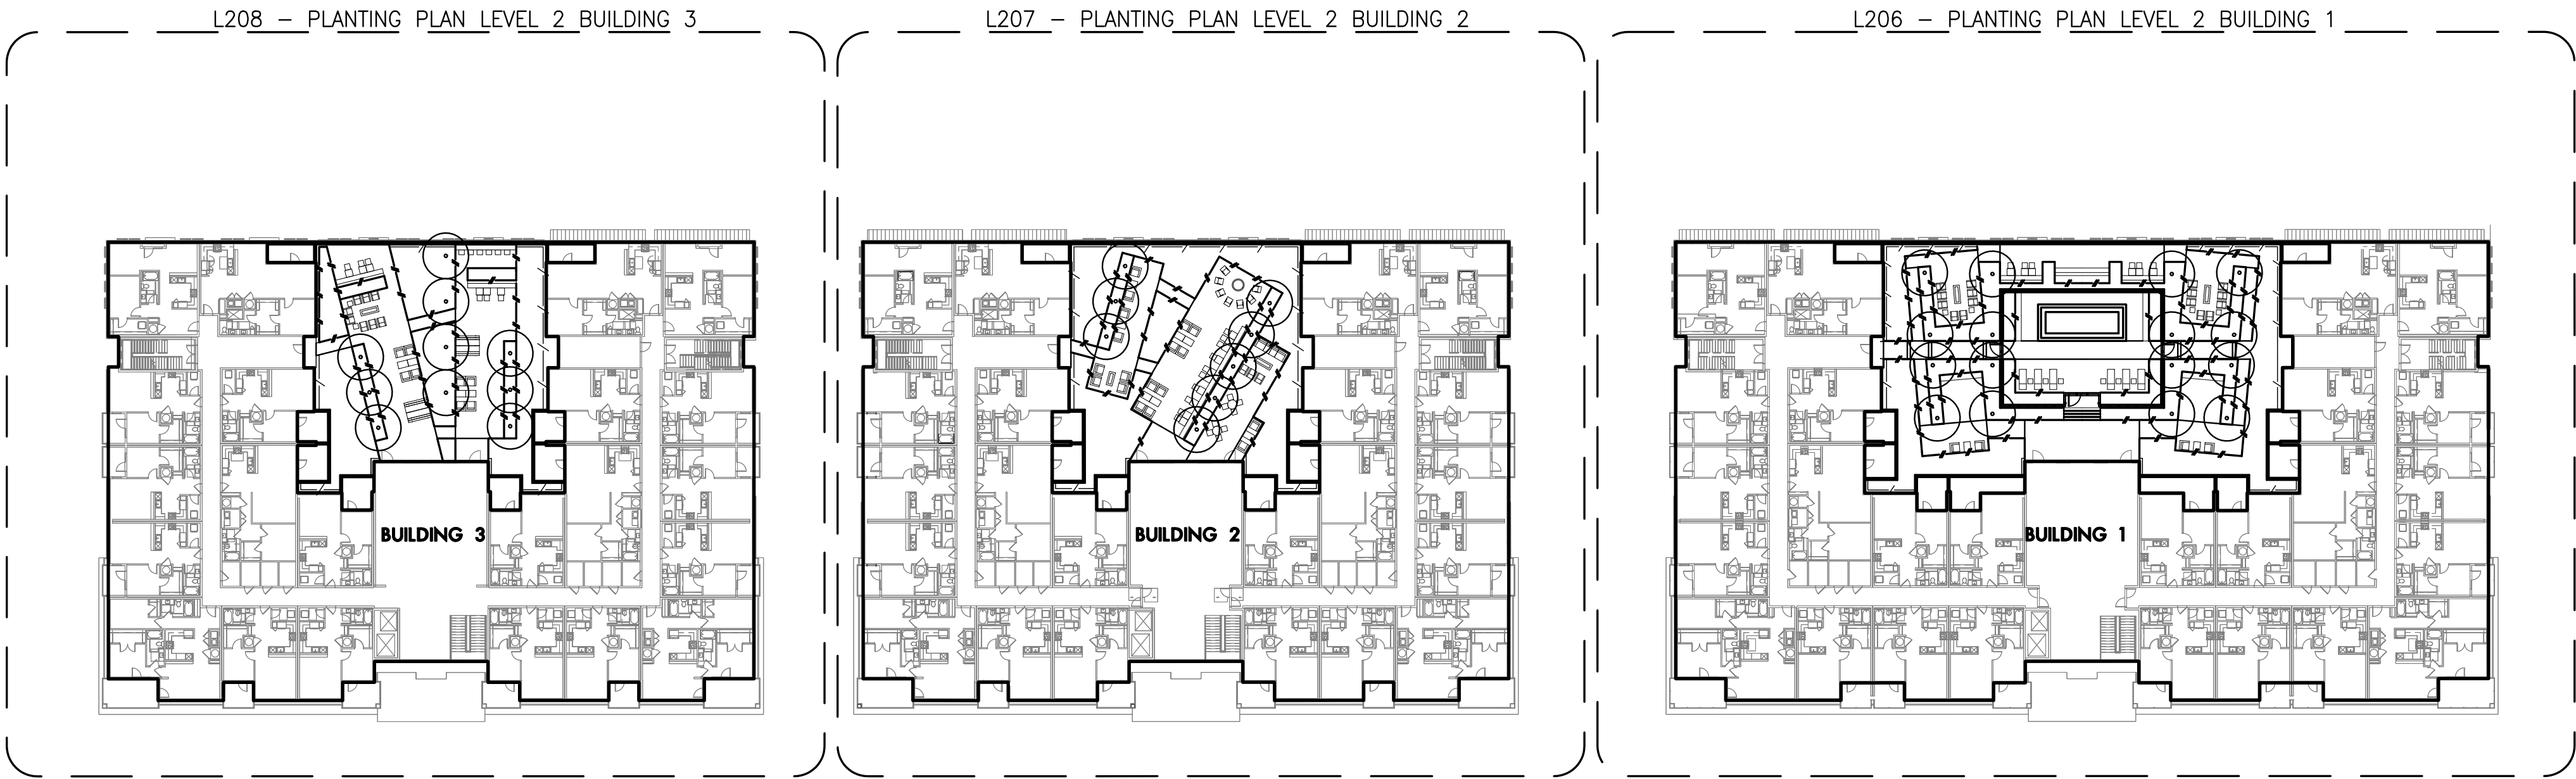 L208 – PLANTING PLAN LEVEL 2 BUILDING 3
L207 – PLANTING PLAN LEVEL 2 BUILDING 2
L206 – PLANTING PLAN LEVEL 2 BUILDING 1
BUILDING 3
BUILDING 2
BUILDING 1